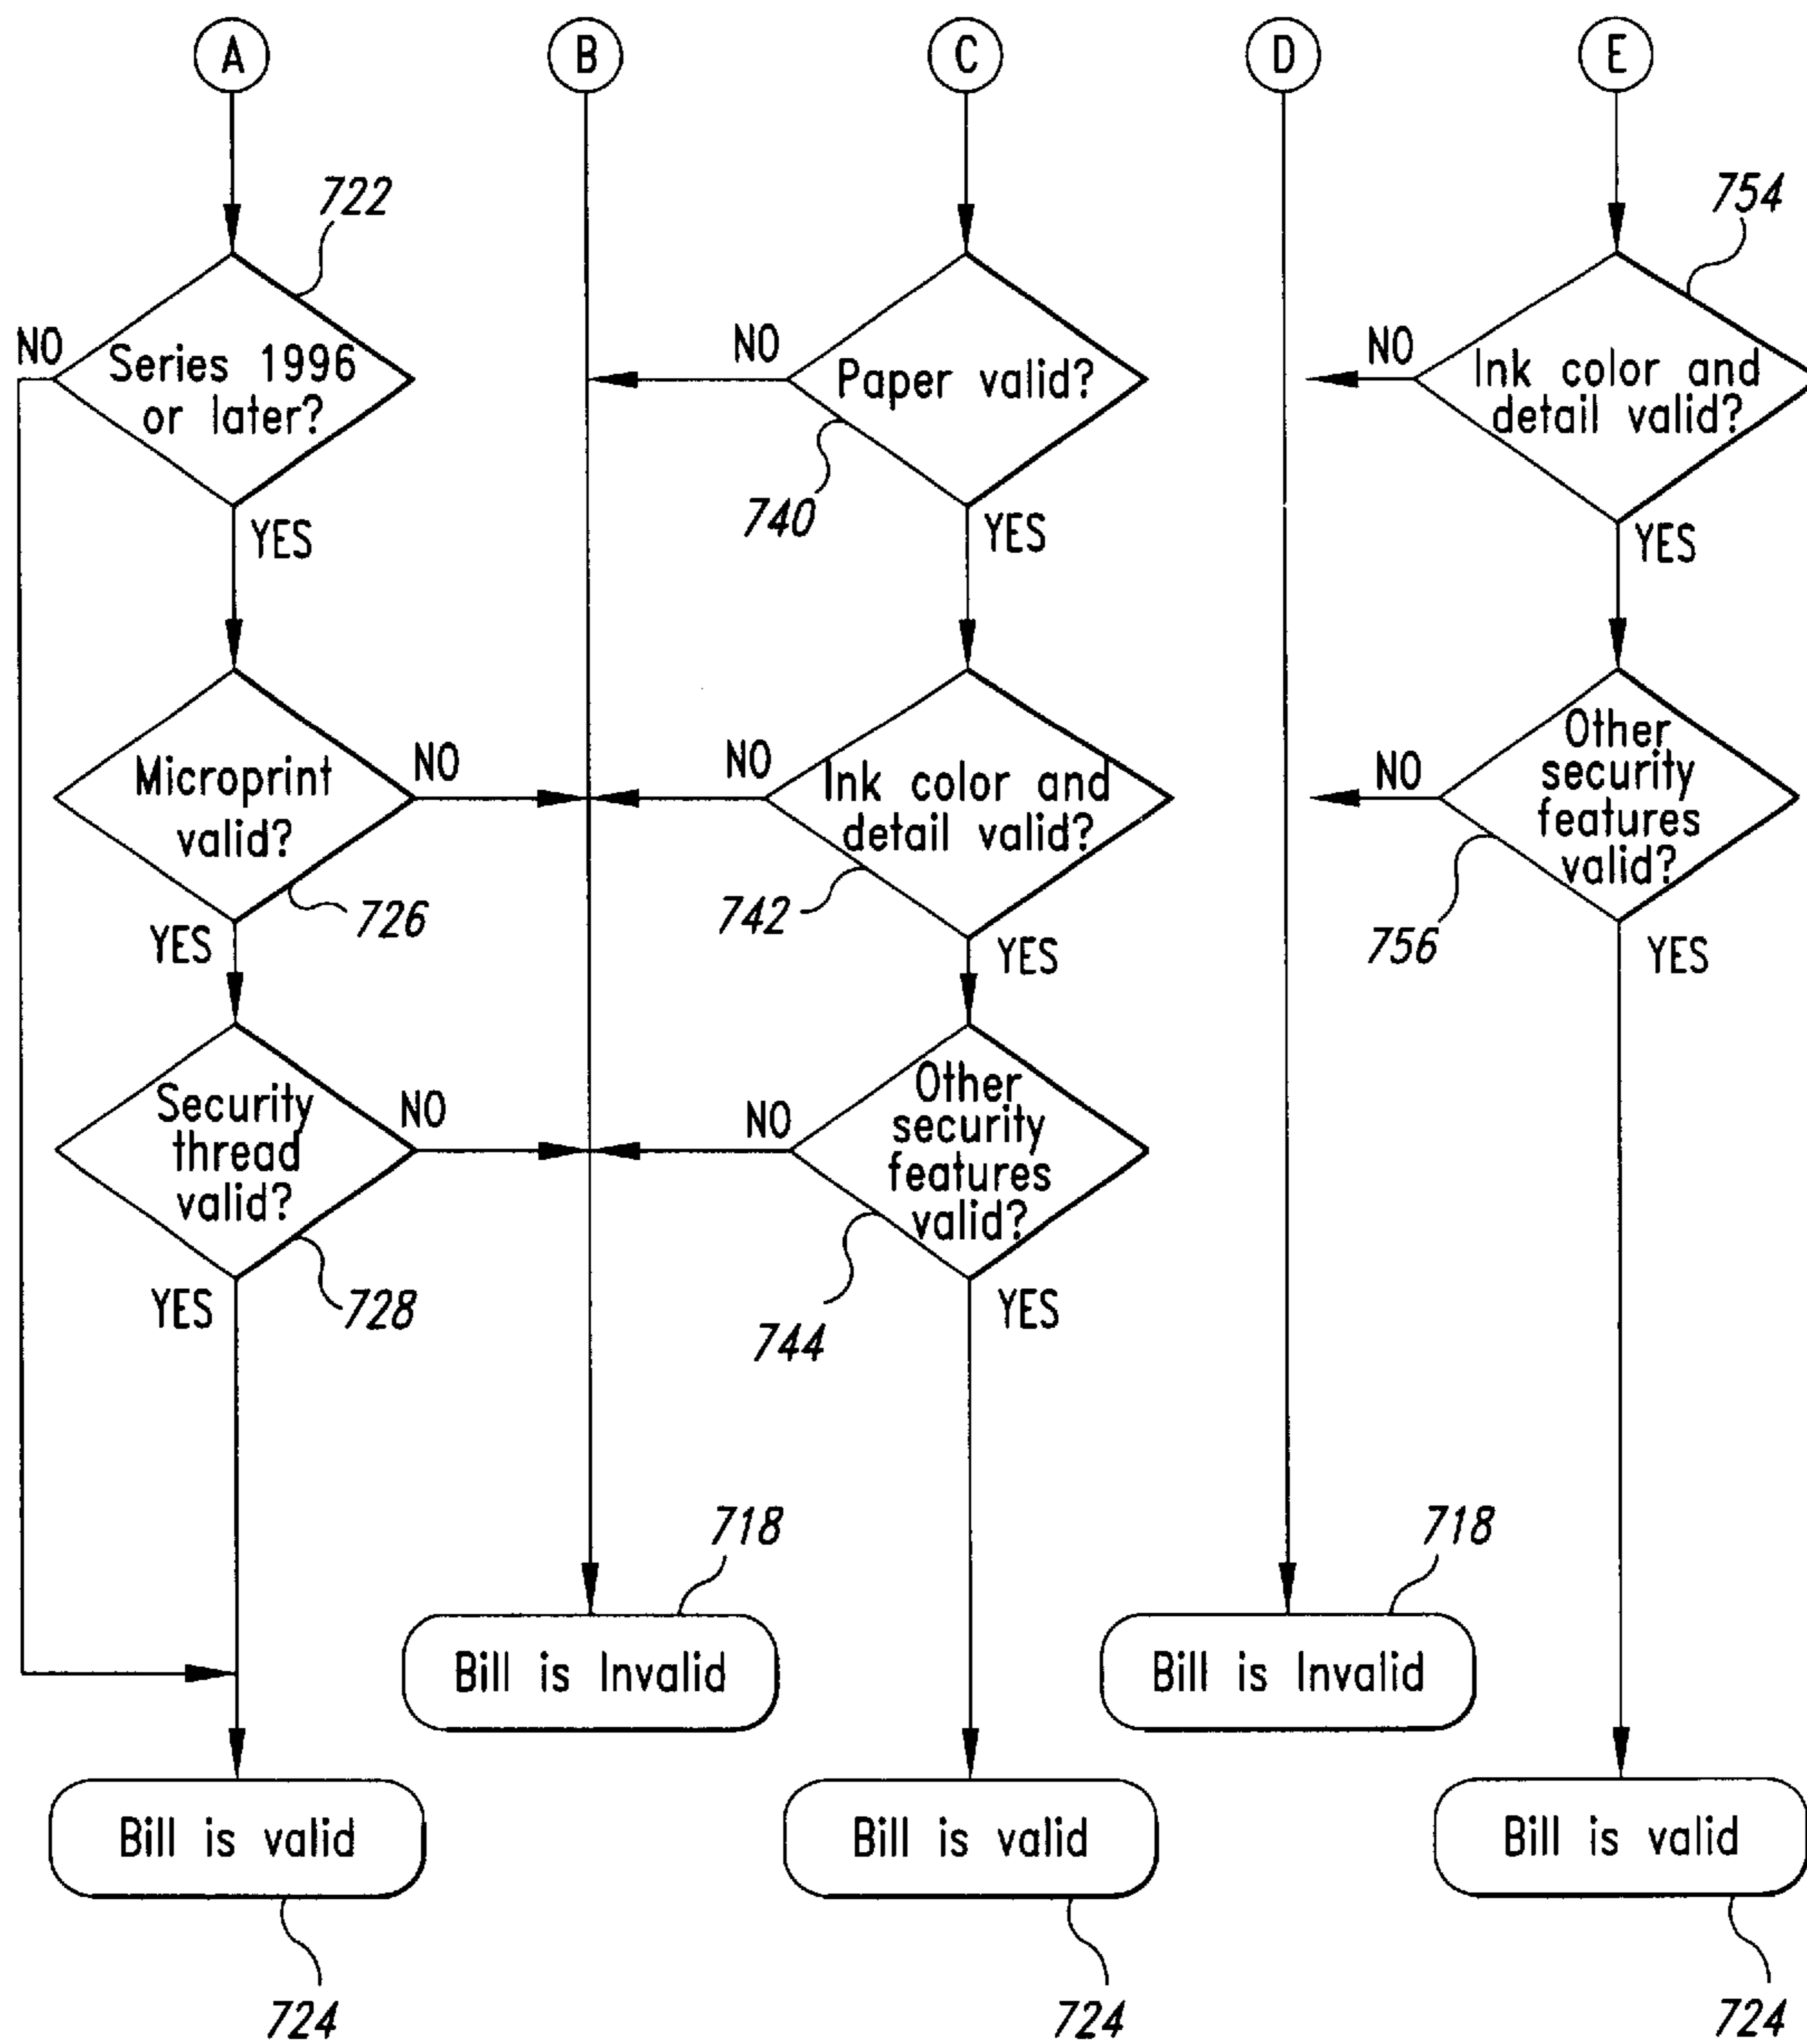 A
B
C
D
E
722
754
NO
Series 1996
or later?
YES
NO
Paper valid?
740
YES
NO
Ink color and
detail valid?
YES
Microprint
valid?
NO
726
YES
NO
Ink color and
detail valid?
742
YES
NO
Other
security
features
valid?
756
YES
Security
thread
valid?
NO
YES
728
NO
Other
security
features
valid?
744
YES
718
Bill is Invalid
718
Bill is Invalid
Bill is valid
724
Bill is valid
724
Bill is valid
724